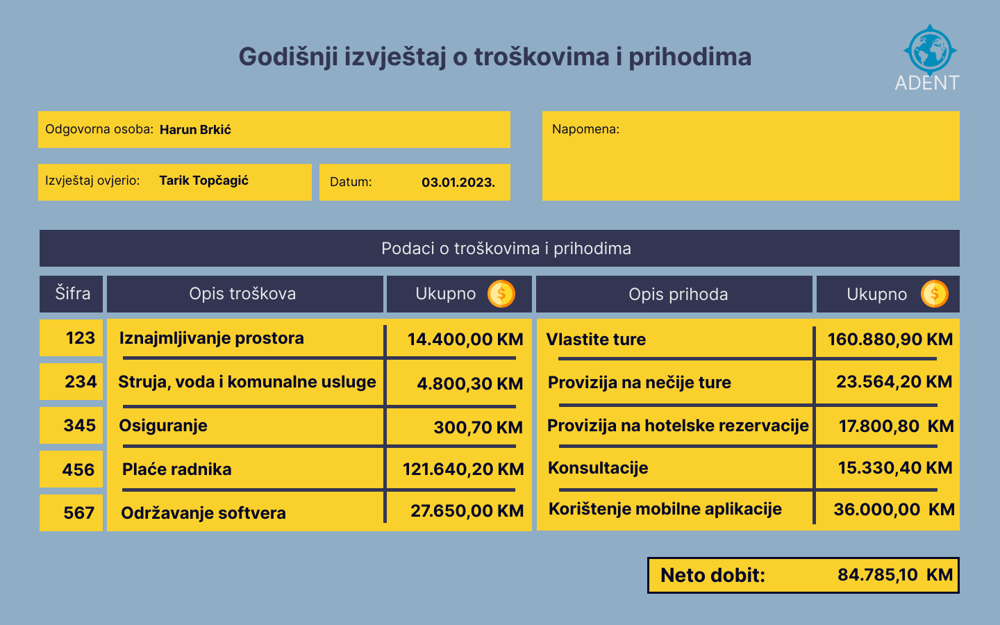 Godišnji izvještaj o troškovima i prihodima
ADENT
Odgovorna osoba: Harun Brkić
Napomena:
Izvještaj ovjerio: Tarik Topčagić
Datum: 03.01.2023.
Podaci o troškovima i prihodima
Šifra Opis troškova Ukupno $ Opis prihoda Ukupno $
123 Iznajmljivanje prostora 14.400,00 KM Vlastite ture 160.880,90 KM
234 Struja, voda i komunalne usluge 4.800,30 KM Provizija na nečije ture 23.564,20 KM
345 Osiguranje 300,70 KM Provizija na hotelske rezervacije 17.800,80 KM
456 Plaće radnika 121.640,20 KM Konsultacije 15.330,40 KM
567 Održavanje softvera 27.650,00 KM Korištenje mobilne aplikacije 36.000,00 KM
Neto dobit: 84.785,10 KM